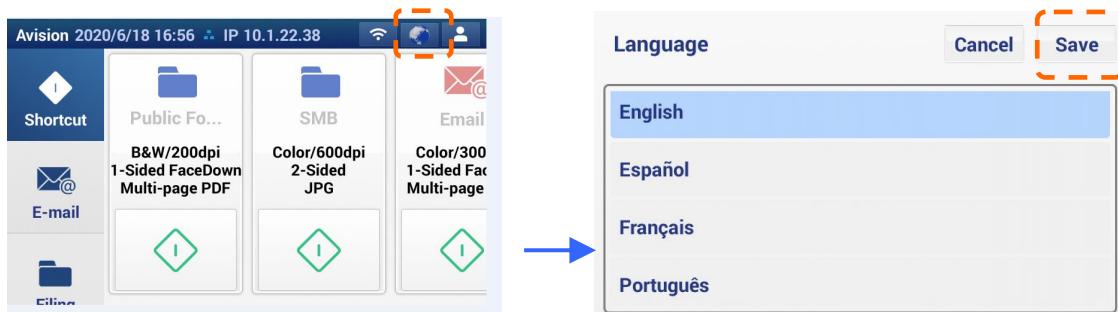 Avision 2020/6/18 16:56 IP 10.1.22.38
Shortcut
E-mail
Filing
Public Fo...
B&W/200dpi
1-Sided FaceDown
Multi-page PDF
SMB
Color/600dpi
2-Sided
JPG
Email
Color/300
1-Sided Fac
Multi-page
Language
Cancel
Save
English
Español
Français
Português